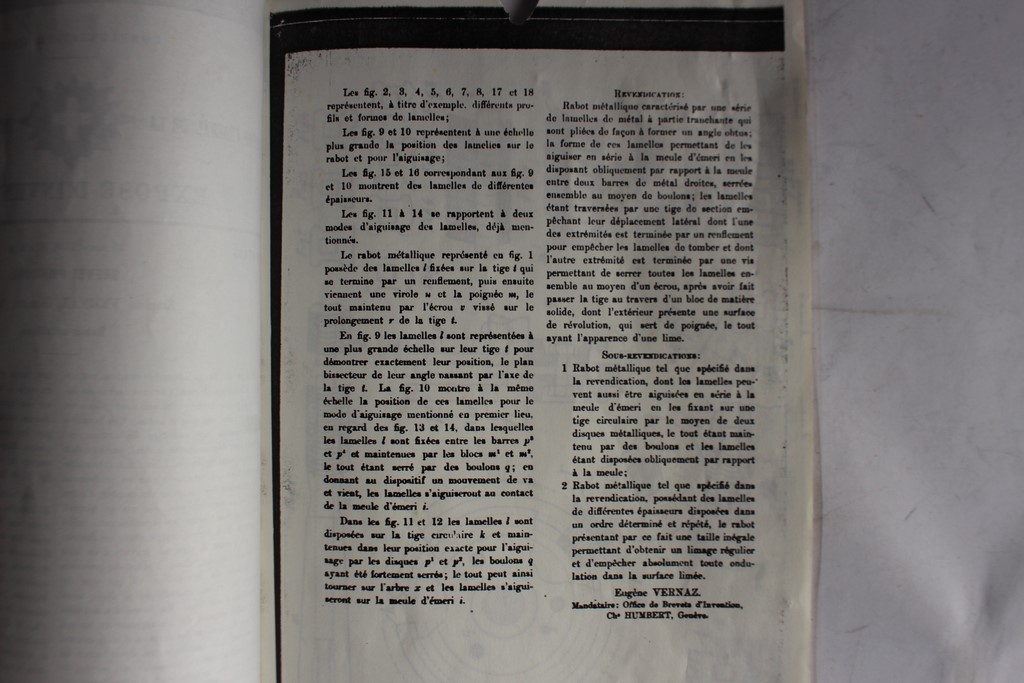 Les fig. 2, 3, 4, 5, 6, 7, 8, 17 et 18
représentent, à titre d'exemple, différents pro-
fils et formes de lamelles;
Les fig. 9 et 10 représentent à une échelle
plus grande la position des lamelles sur le
rabot et pour l'aiguisage;
Les fig. 15 et 16 correspondant aux fig. 9
et 10 montrent des lamelles de différentes
épaisseurs.
Les fig. 11 à 14 se rapportent à deux
modes d'aiguisage des lamelles, déjà men-
tionnés.
Le rabot métallique représenté en fig. 1
possède des lamelles l fixées sur la tige t qui
se termine par un renflement, puis ensuite
viennent une virole u et la poignée m, le
tout maintenu par l'écrou v vissé sur le
prolongement r de la tige t.
En fig. 9 les lamelles l sont représentées à
une plus grande échelle sur leur tige t pour
démontrer exactement leur position, le plan
bissecteur de leur angle passant par l'axe de
la tige t. La fig. 10 montre à la même
échelle la position de ces lamelles pour le
mode d'aiguisage mentionné en premier lieu,
en regard des fig. 13 et 14, dans lesquelles
les lamelles l sont fixées entre les barres p³
et p⁴ et maintenues par les blocs m¹ et m²,
le tout étant serré par des boulons q; en
donnant au dispositif un mouvement de va
et vient, les lamelles s'aiguiseront au contact
de la meule d'émeri i.
Dans les fig. 11 et 12 les lamelles l sont
disposées sur la tige circulaire k et main-
tenues dans leur position exacte pour l'aigui-
sage par les disques p¹ et p², les boulons q
ayant été fortement serrés; le tout peut ainsi
tourner sur l'arbre x et les lamelles s'aigui-
seront sur la meule d'émeri i.
REVENDICATION:
Rabot métallique caractérisé par une série
de lamelles de métal à partie tranchante qui
sont pliées de façon à former un angle obtus;
la forme de ces lamelles permettant de les
aiguiser en série à la meule d'émeri en les
disposant obliquement par rapport à la meule
entre deux barres de métal droites, serrées
ensemble au moyen de boulons; les lamelles
étant traversées par une tige de section em-
pêchant leur déplacement latéral dont l'une
des extrémités est terminée par un renflement
pour empêcher les lamelles de tomber et dont
l'autre extrémité est terminée par une vis
permettant de serrer toutes les lamelles en-
semble au moyen d'un écrou, après avoir fait
passer la tige au travers d'un bloc de matière
solide, dont l'extérieur présente une surface
de révolution, qui sert de poignée, le tout
ayant l'apparence d'une lime.
SOUS-REVENDICATIONS:
1 Rabot métallique tel que spécifié dans
la revendication, dont les lamelles peu-
vent aussi être aiguisées en série à la
meule d'émeri en les fixant sur une
tige circulaire par le moyen de deux
disques métalliques, le tout étant main-
tenu par des boulons et les lamelles
étant disposées obliquement par rapport
à la meule;
2 Rabot métallique tel que spécifié dans
la revendication, possédant des lamelles
de différentes épaisseurs disposées dans
un ordre déterminé et répété, le rabot
présentant par ce fait une taille inégale
permettant d'obtenir un limage régulier
et d'empêcher absolument toute ondu-
lation dans la surface limée.
Eugène VERNAZ.
Mandataire: Office de Brevets d'Invention,
Chs HUMBERT, Genève.